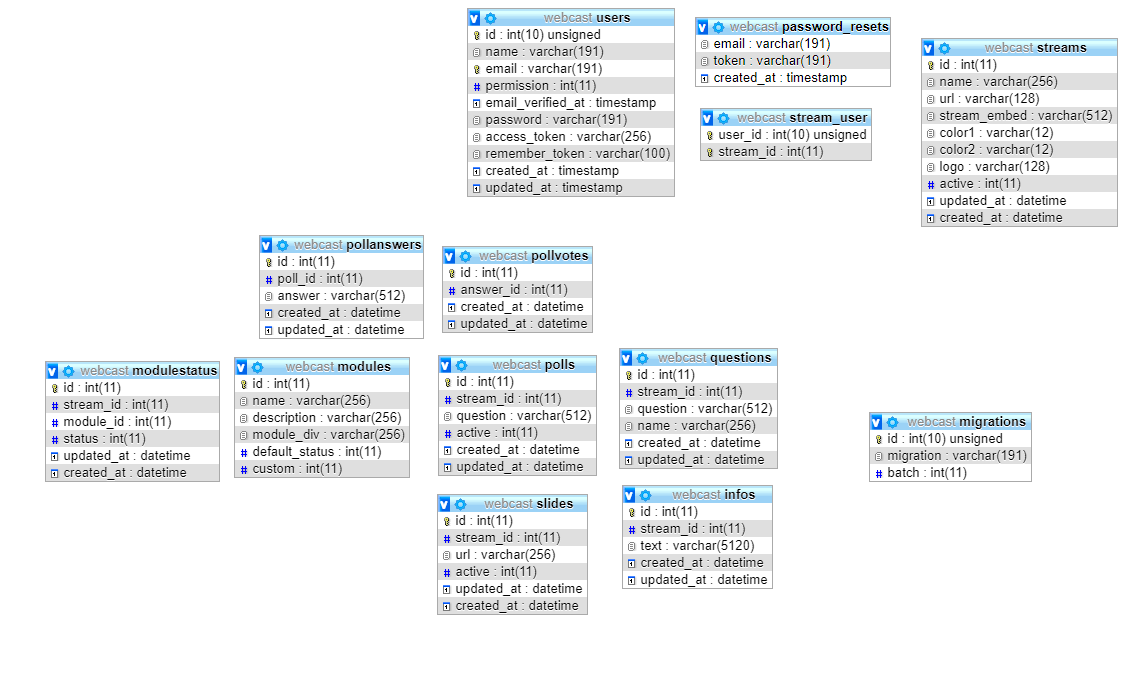 webcast users
id : int(10) unsigned
name : varchar(191)
email : varchar(191)
permission : int(11)
email_verified_at : timestamp
password : varchar(191)
access_token : varchar(256)
remember_token : varchar(100)
created_at : timestamp
updated_at : timestamp
webcast password_resets
email : varchar(191)
token : varchar(191)
created_at : timestamp
webcast stream_user
user_id : int(10) unsigned
stream_id : int(11)
webcast streams
id : int(11)
name : varchar(256)
url : varchar(128)
stream_embed : varchar(512)
color1 : varchar(12)
color2 : varchar(12)
logo : varchar(128)
active : int(11)
updated_at : datetime
created_at : datetime
webcast pollanswers
id : int(11)
poll_id : int(11)
answer : varchar(512)
created_at : datetime
updated_at : datetime
webcast pollvotes
id : int(11)
answer_id : int(11)
created_at : datetime
updated_at : datetime
webcast modulestatus
id : int(11)
stream_id : int(11)
module_id : int(11)
status : int(11)
updated_at : datetime
created_at : datetime
webcast modules
id : int(11)
name : varchar(256)
description : varchar(256)
module_div : varchar(256)
default_status : int(11)
custom : int(11)
webcast polls
id : int(11)
stream_id : int(11)
question : varchar(512)
active : int(11)
created_at : datetime
updated_at : datetime
webcast questions
id : int(11)
stream_id : int(11)
question : varchar(512)
name : varchar(256)
created_at : datetime
updated_at : datetime
webcast migrations
id : int(10) unsigned
migration : varchar(191)
batch : int(11)
webcast slides
id : int(11)
stream_id : int(11)
url : varchar(256)
active : int(11)
updated_at : datetime
created_at : datetime
webcast infos
id : int(11)
stream_id : int(11)
text : varchar(5120)
created_at : datetime
updated_at : datetime